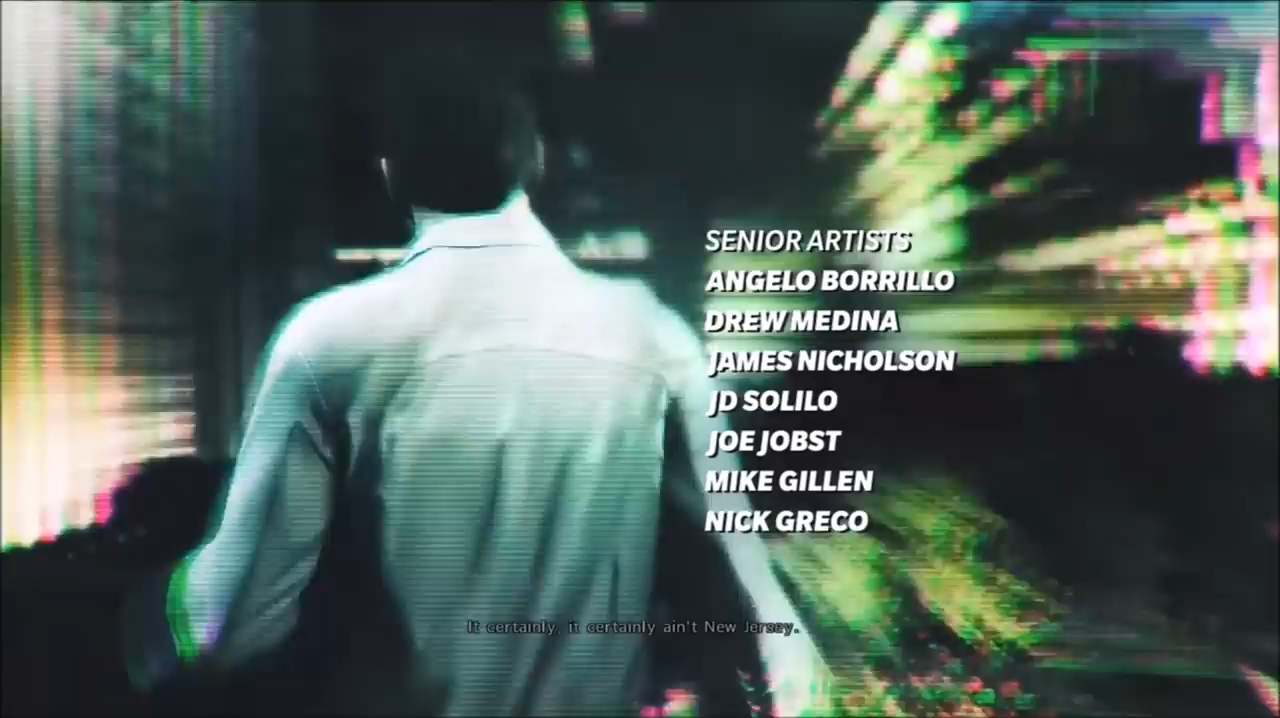 SENIOR ARTISTS
ANGELO BORRILLO
DREW MEDINA
JAMES NICHOLSON
JD SOLILO
JOE JOBST
MIKE GILLEN
NICK GRECO
It certainly, it certainly ain't New Jersey.